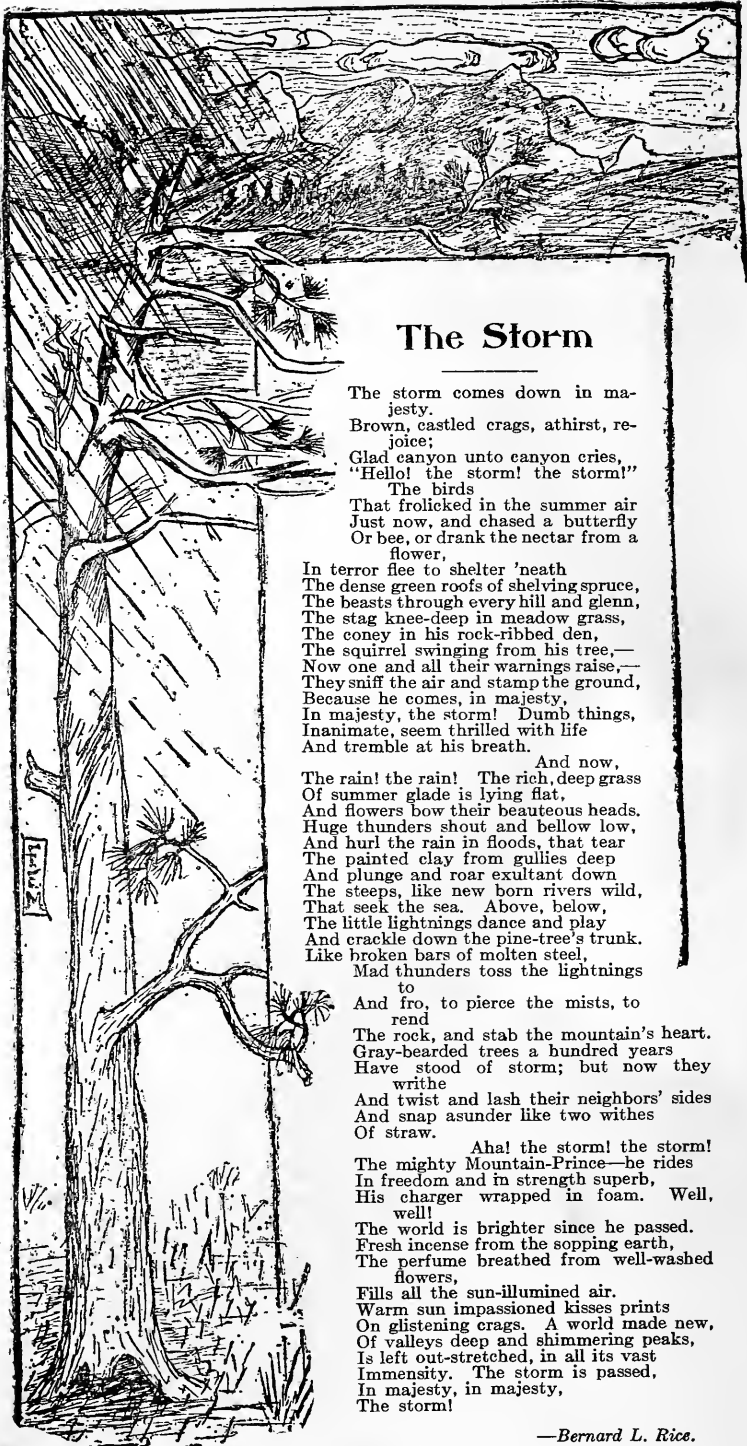 The Storm
The storm comes down in ma-
jesty.
Brown, castled crags, athirst, re-
joice;
Glad canyon unto canyon cries,
"Hello! the storm! the storm!"
The birds
That frolicked in the summer air
Just now, and chased a butterfly
Or bee, or drank the nectar from a
flower,
In terror flee to shelter 'neath
The dense green roofs of shelving spruce,
The beasts through every hill and glenn,
The stag knee-deep in meadow grass,
The coney in his rock-ribbed den,
The squirrel swinging from his tree,—
Now one and all their warnings raise,—
They sniff the air and stamp the ground,
Because he comes, in majesty,
In majesty, the storm! Dumb things,
Inanimate, seem thrilled with life
And tremble at his breath.
And now,
The rain! the rain! The rich, deep grass
Of summer glade is lying flat,
And flowers bow their beauteous heads.
Huge thunders shout and bellow low,
And hurl the rain in floods, that tear
The painted clay from gullies deep
And plunge and roar exultant down
The steeps, like new born rivers wild,
That seek the sea. Above, below,
The little lightnings dance and play
And crackle down the pine-tree's trunk.
Like broken bars of molten steel,
Mad thunders toss the lightnings
to
And fro, to pierce the mists, to
rend
The rock, and stab the mountain's heart.
Gray-bearded trees a hundred years
Have stood of storm; but now they
writhe
And twist and lash their neighbors' sides
And snap asunder like two withes
Of straw.
Aha! the storm! the storm!
The mighty Mountain-Prince—he rides
In freedom and in strength superb,
His charger wrapped in foam. Well,
well!
The world is brighter since he passed.
Fresh incense from the sopping earth,
The perfume breathed from well-washed
flowers,
Fills all the sun-illumined air.
Warm sun impassioned kisses prints
On glistening crags. A world made new,
Of valleys deep and shimmering peaks,
Is left out-stretched, in all its vast
Immensity. The storm is passed,
In majesty, in majesty,
The storm!
—Bernard L. Rice.